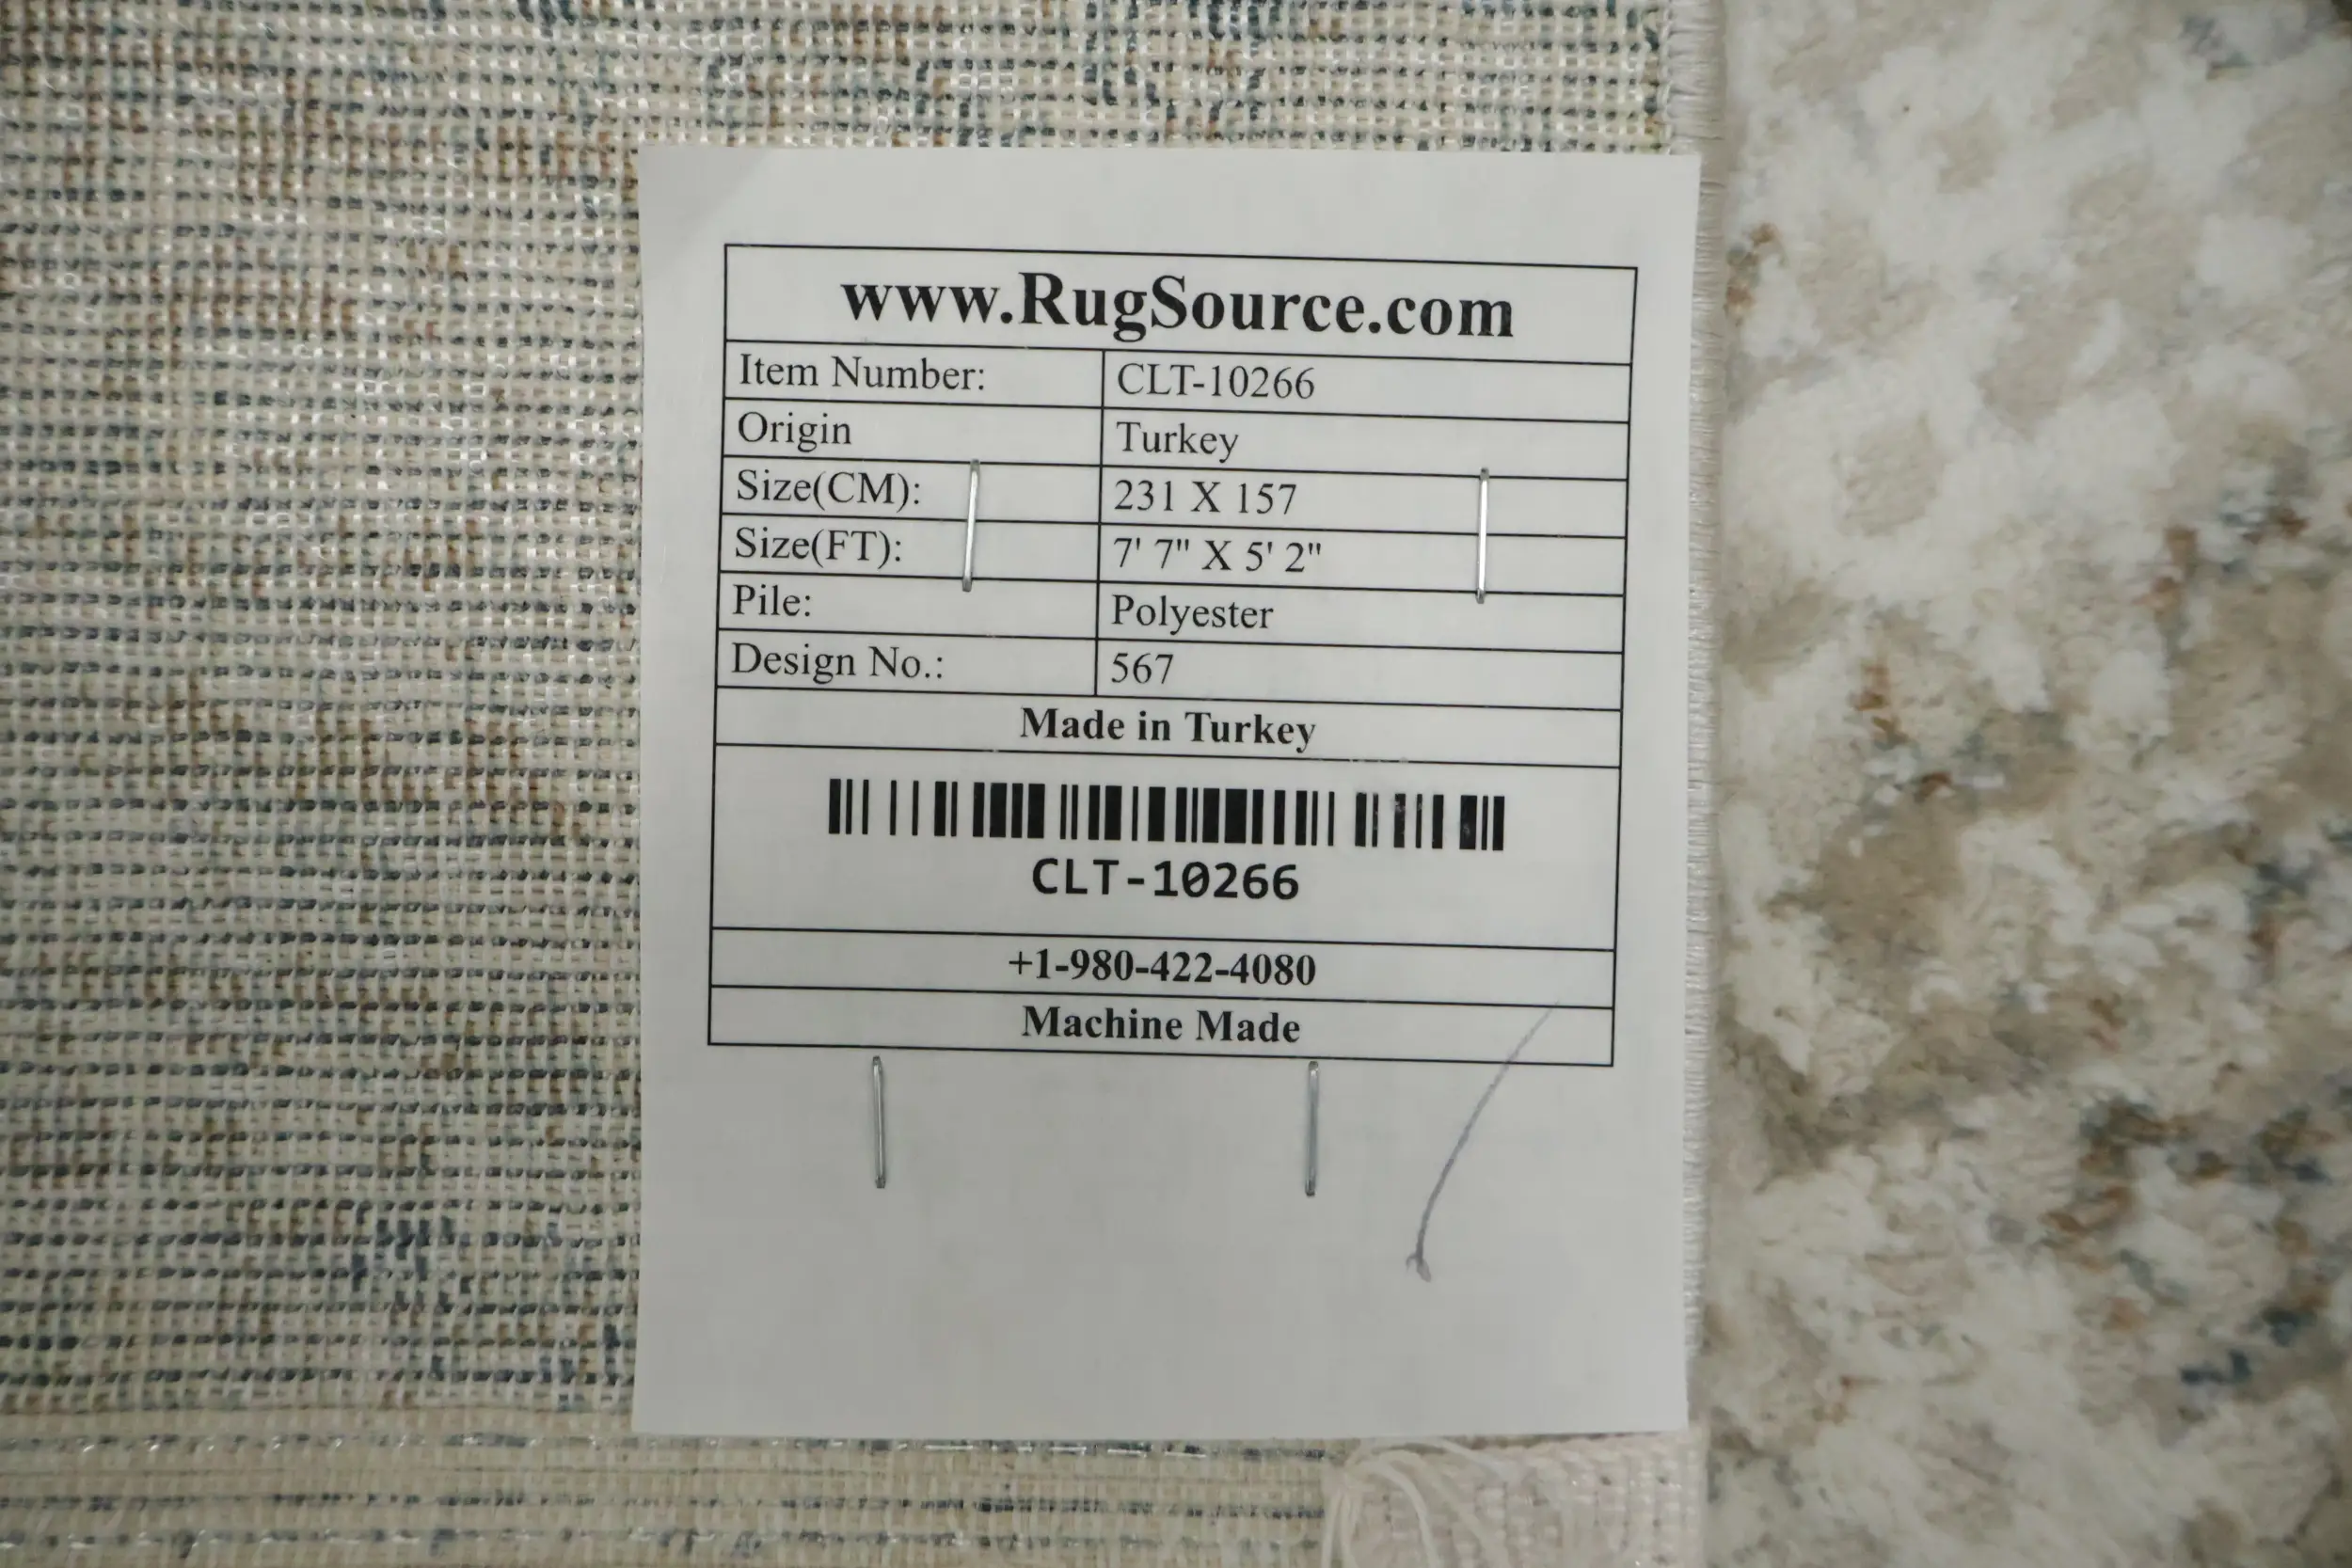 www.RugSource.com
Item Number: CLT-10266
Origin Turkey
Size(CM): 231 X 157
Size(FT): 7' 7" X 5' 2"
Pile: Polyester
Design No.: 567
Made in Turkey
CLT-10266
+1-980-422-4080
Machine Made